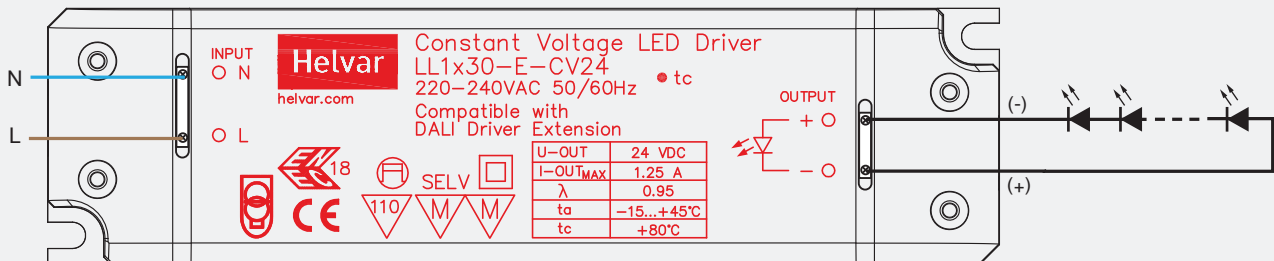 INPUT
N
N
L
L
Helvar
helvar.com
Constant Voltage LED Driver
LL1x30-E-CV24
220-240VAC 50/60Hz
tc
Compatible with
DALI Driver Extension
18
SELV
110
M
M
CE
U-OUT 24 VDC
I-OUTMAX 1.25 A
λ 0.95
ta -15...+45°C
tc +80°C
OUTPUT
+
-
(-)
(+)